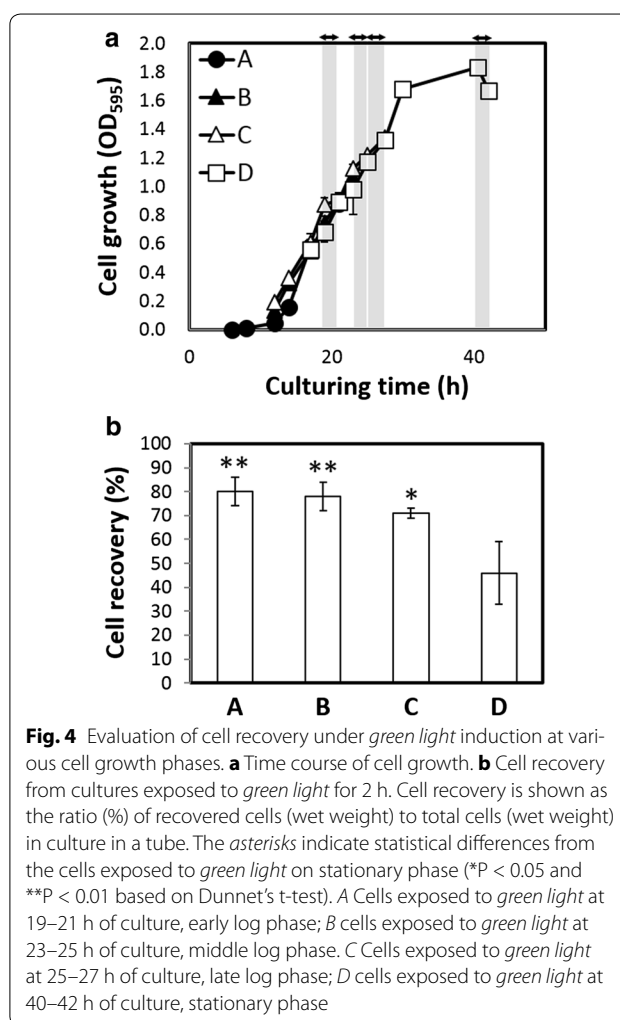 a
2.0
1.8
1.6
1.4
1.2
1.0
0.8
0.6
0.4
0.2
0.0
Cell growth (OD595)
A
B
C
D
0 20 40
Culturing time (h)
b
100
90
80
70
60
50
40
30
20
10
0
Cell recovery (%)
** ** *
A B C D
Fig. 4 Evaluation of cell recovery under green light induction at vari-
ous cell growth phases. a Time course of cell growth. b Cell recovery
from cultures exposed to green light for 2 h. Cell recovery is shown as
the ratio (%) of recovered cells (wet weight) to total cells (wet weight)
in culture in a tube. The asterisks indicate statistical differences from
the cells exposed to green light on stationary phase (*P < 0.05 and
**P < 0.01 based on Dunnet’s t-test). A Cells exposed to green light at
19–21 h of culture, early log phase; B cells exposed to green light at
23–25 h of culture, middle log phase. C Cells exposed to green light
at 25–27 h of culture, late log phase; D cells exposed to green light at
40–42 h of culture, stationary phase